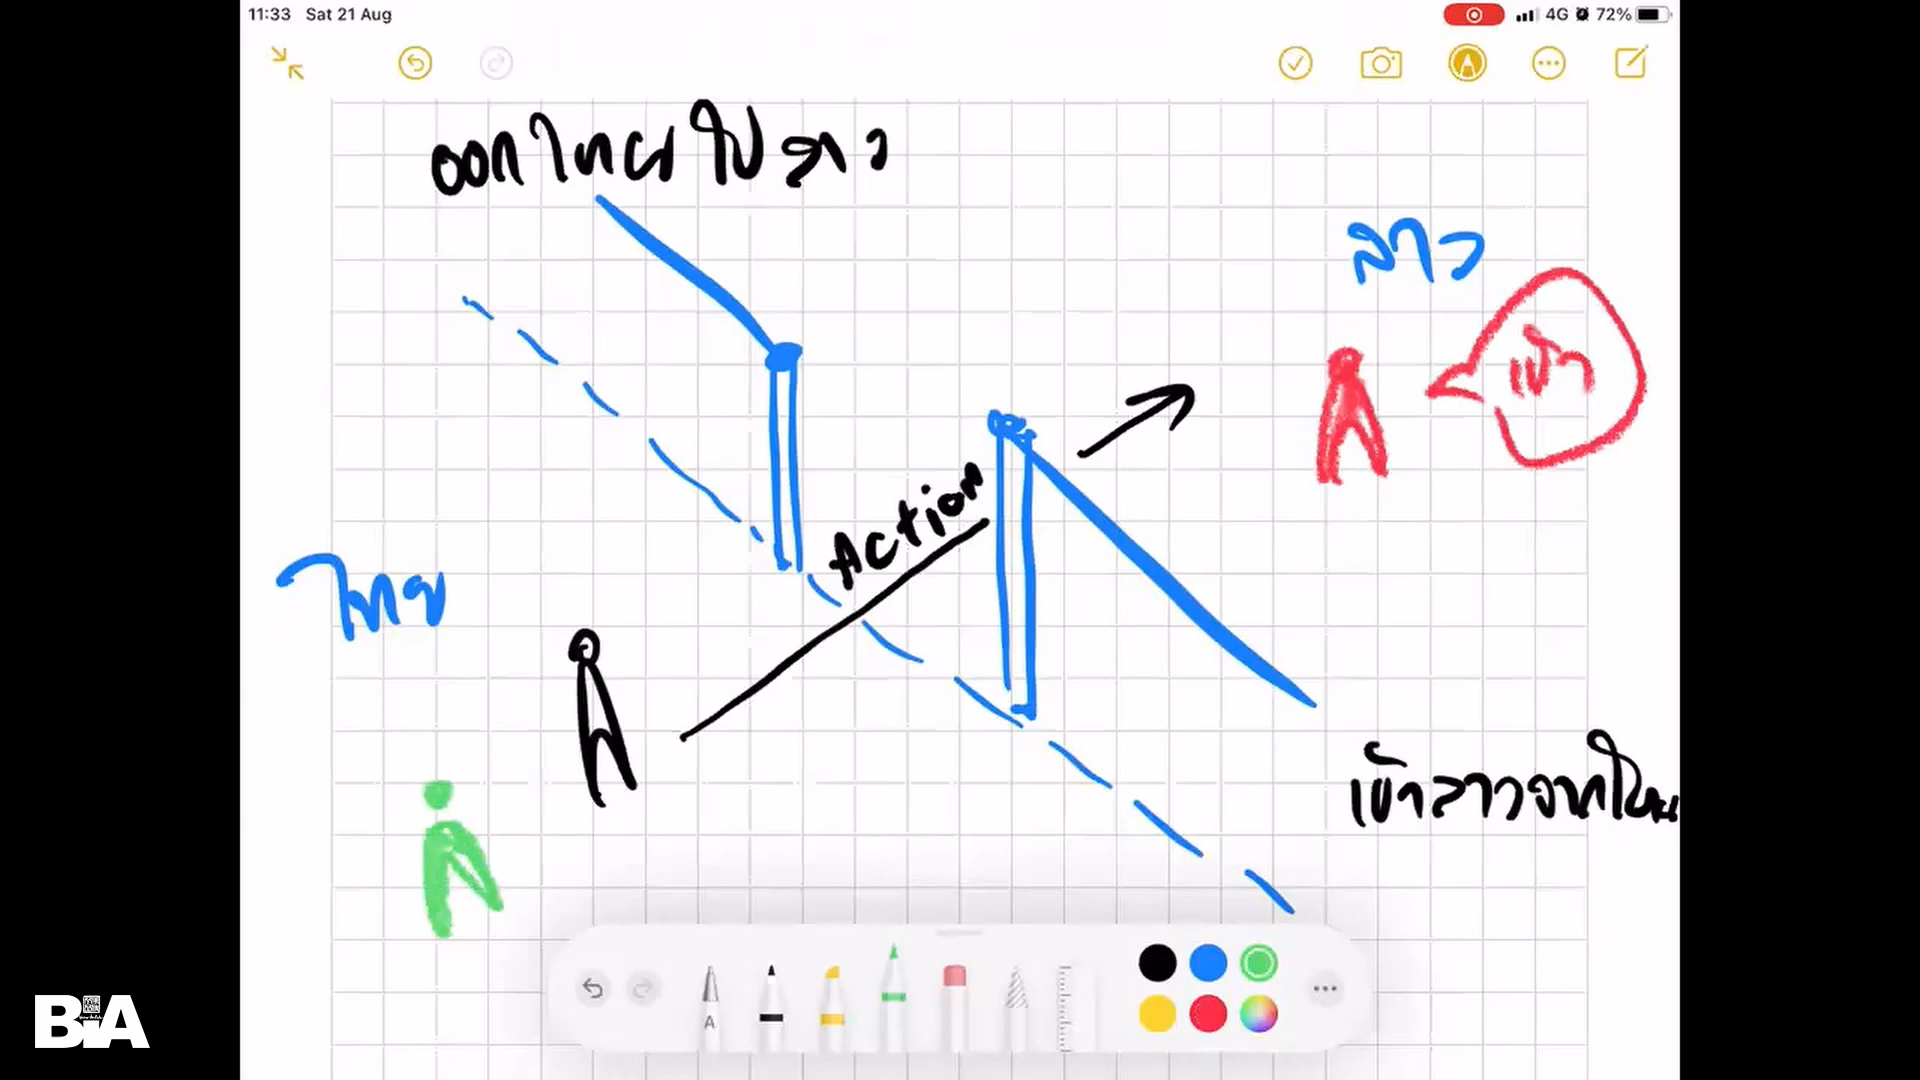 11:33 Sat 21 Aug
4G 72%
ออกไทยไปลาว
ลาว
เข้า
Action
ไทย
เข้าลาวจากไทย
A
BIA